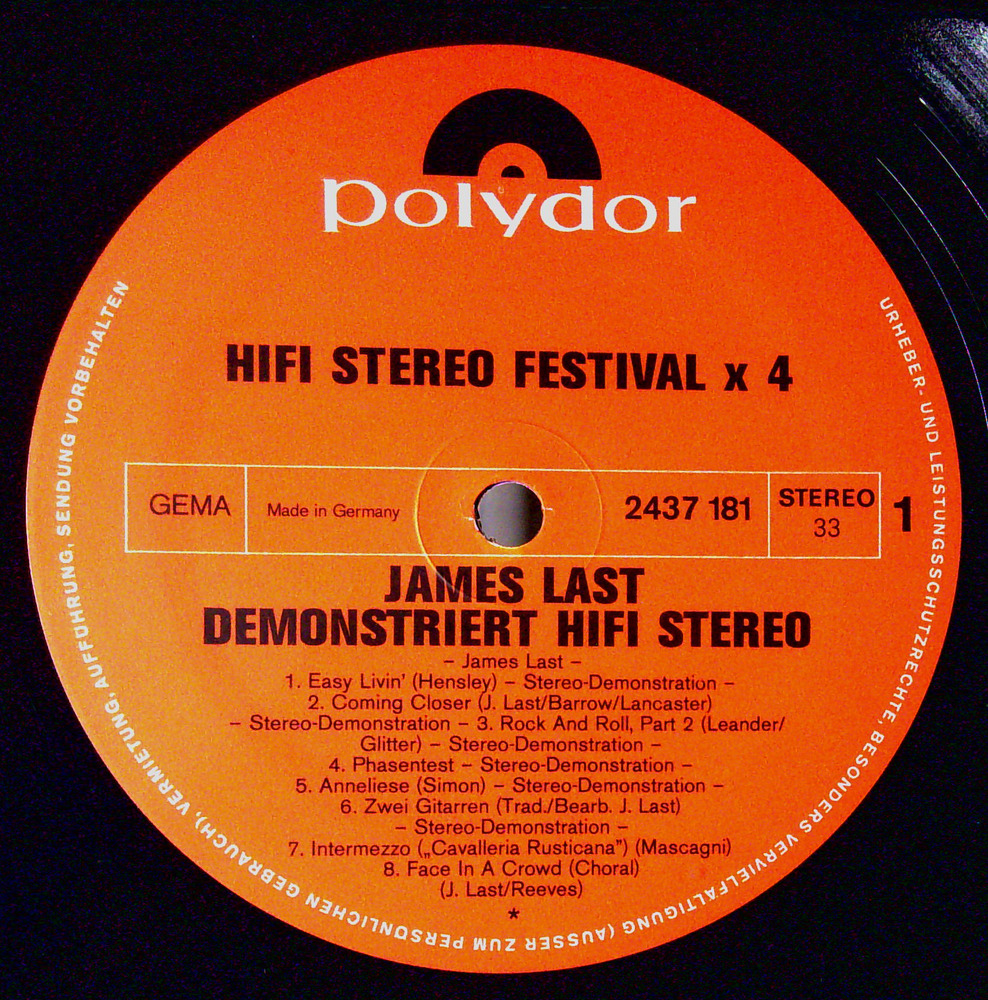 polydor
HIFI STEREO FESTIVAL x 4
GEMA
Made in Germany
2437 181
STEREO
33
1
JAMES LAST
DEMONSTRIERT HIFI STEREO
– James Last –
1. Easy Livin' (Hensley) – Stereo-Demonstration –
2. Coming Closer (J. Last/Barrow/Lancaster)
– Stereo-Demonstration – 3. Rock And Roll, Part 2 (Leander/
Glitter) – Stereo-Demonstration –
4. Phasentest – Stereo-Demonstration –
5. Anneliese (Simon) – Stereo-Demonstration –
6. Zwei Gitarren (Trad./Bearb. J. Last)
– Stereo-Demonstration –
7. Intermezzo („Cavalleria Rusticana”) (Mascagni)
8. Face In A Crowd (Choral)
(J. Last/Reeves)
*
URHEBER- UND LEISTUNGSSCHUTZRECHTE, BESONDERS VERVIELFÄLTIGUNG (AUSSER ZUM PERSÖNLICHEN GEBRAUCH), VERMIETUNG, AUFFÜHRUNG, SENDUNG VORBEHALTEN